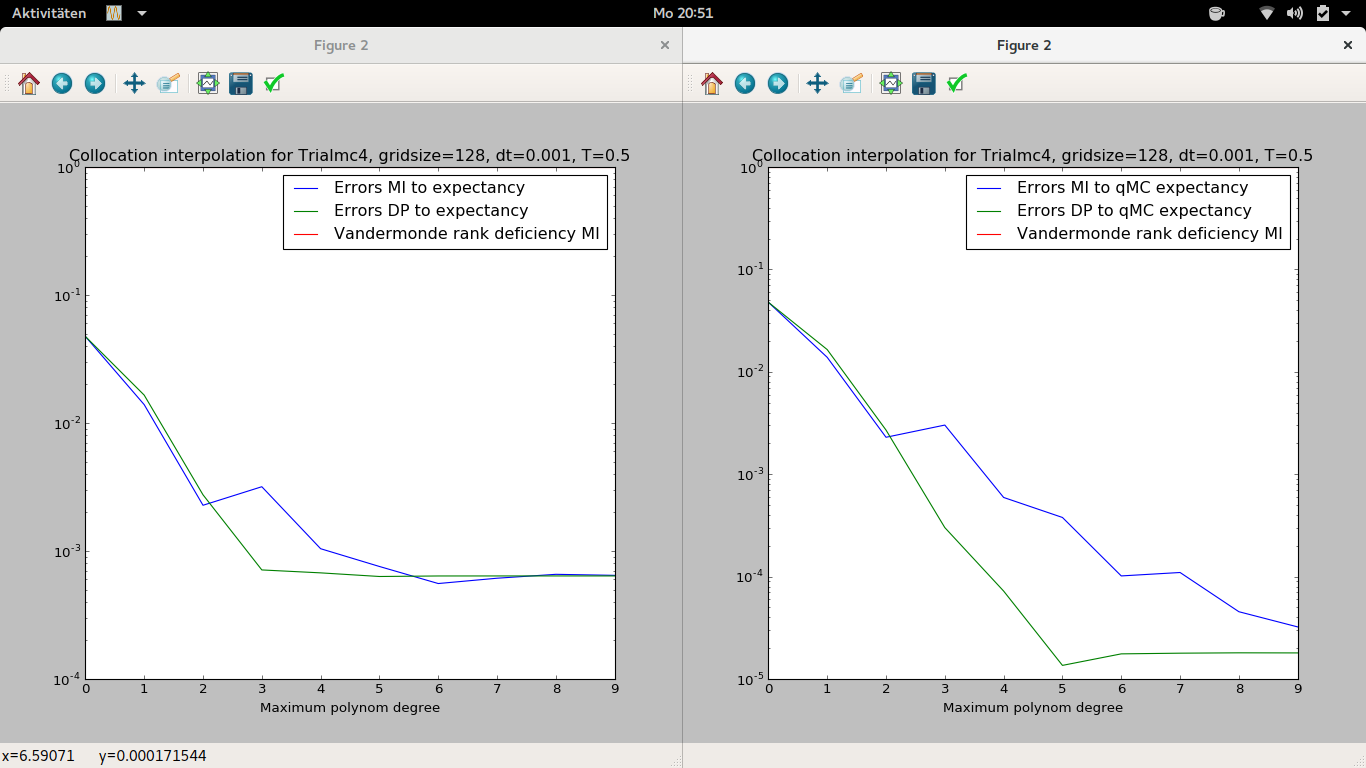 Aktivitäten
Mo 20:51
Figure 2
Collocation interpolation for Trialmc4, gridsize=128, dt=0.001, T=0.5
10^0
Errors MI to expectancy
Errors DP to expectancy
Vandermonde rank deficiency MI
10^-1
10^-2
10^-3
10^-4
0 1 2 3 4 5 6 7 8 9
Maximum polynom degree
x=6.59071 y=0.000171544
Figure 2
Collocation interpolation for Trialmc4, gridsize=128, dt=0.001, T=0.5
10^0
Errors MI to qMC expectancy
Errors DP to qMC expectancy
Vandermonde rank deficiency MI
10^-1
10^-2
10^-3
10^-4
10^-5
0 1 2 3 4 5 6 7 8 9
Maximum polynom degree